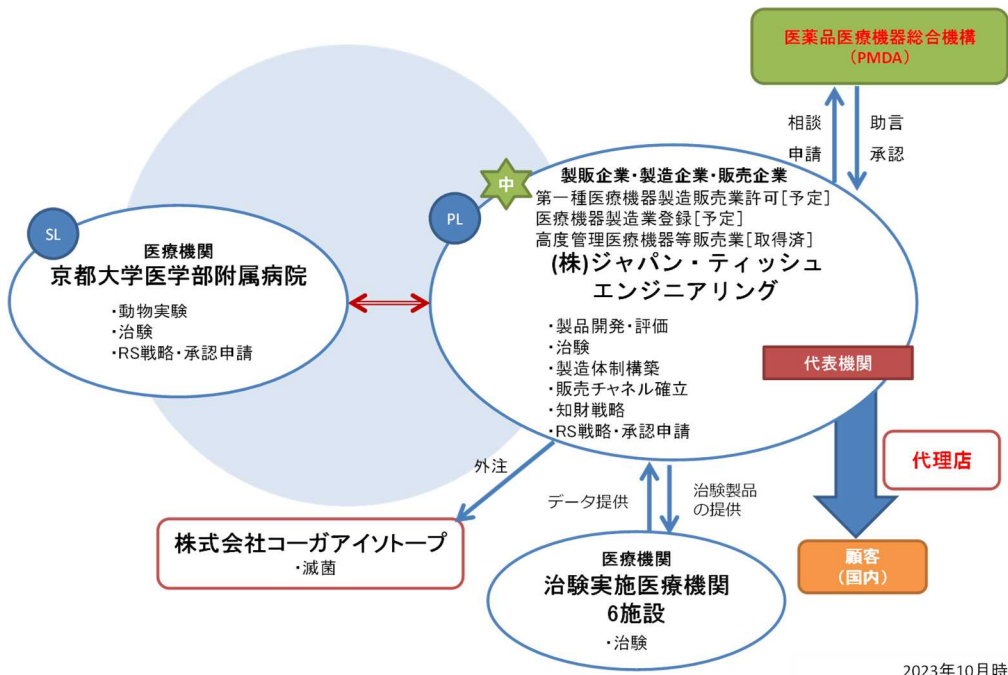 医薬品医療機器総合機構
(PMDA)
相談
申請
助言
承認
中
PL
製販企業・製造企業・販売企業
第一種医療機器製造販売業許可[予定]
医療機器製造業登録[予定]
高度管理医療機器等販売業[取得済]
(株)ジャパン・ティッシュ
エンジニアリング
・製品開発・評価
・治験
・製造体制構築
・販売チャネル確立
・知財戦略
・RS戦略・承認申請
代表機関
SL
医療機関
京都大学医学部附属病院
・動物実験
・治験
・RS戦略・承認申請
外注
株式会社コーガアイソトープ
・滅菌
データ提供
治験製品
の提供
医療機関
治験実施医療機関
6施設
・治験
代理店
顧客
(国内)
2023年10月時